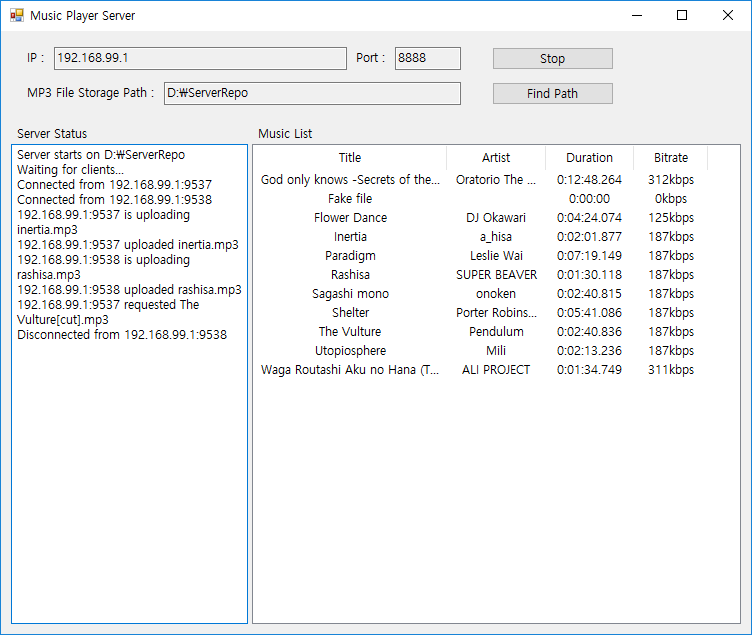 Music Player Server
IP : 192.168.99.1 Port : 8888 Stop
MP3 File Storage Path : D:₩ServerRepo Find Path
Server Status
Server starts on D:₩ServerRepo
Waiting for clients...
Connected from 192.168.99.1:9537
Connected from 192.168.99.1:9538
192.168.99.1:9537 is uploading
inertia.mp3
192.168.99.1:9537 uploaded inertia.mp3
192.168.99.1:9538 is uploading
rashisa.mp3
192.168.99.1:9538 uploaded rashisa.mp3
192.168.99.1:9537 requested The
Vulture[cut].mp3
Disconnected from 192.168.99.1:9538
Music List
Title Artist Duration Bitrate
God only knows -Secrets of the... Oratorio The ... 0:12:48.264 312kbps
Fake file 0:00:00 0kbps
Flower Dance DJ Okawari 0:04:24.074 125kbps
Inertia a_hisa 0:02:01.877 187kbps
Paradigm Leslie Wai 0:07:19.149 187kbps
Rashisa SUPER BEAVER 0:01:30.118 187kbps
Sagashi mono onoken 0:02:40.815 187kbps
Shelter Porter Robins... 0:05:41.086 187kbps
The Vulture Pendulum 0:02:40.836 187kbps
Utopiosphere Mili 0:02:13.236 187kbps
Waga Routashi Aku no Hana (T... ALI PROJECT 0:01:34.749 311kbps